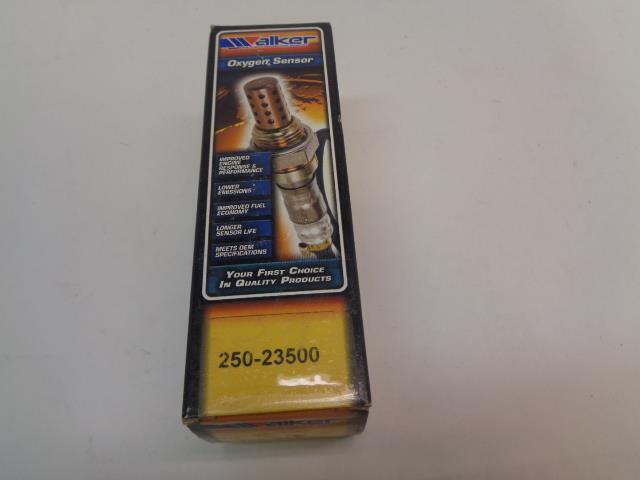 Walker
Oxygen Sensor
IMPROVED
ENGINE
RESPONSE &
PERFORMANCE
LOWER
EMISSIONS
IMPROVED FUEL
ECONOMY
LONGER
SENSOR LIFE
MEETS OEM
SPECIFICATIONS
YOUR FIRST CHOICE
IN QUALITY PRODUCTS
250-23500